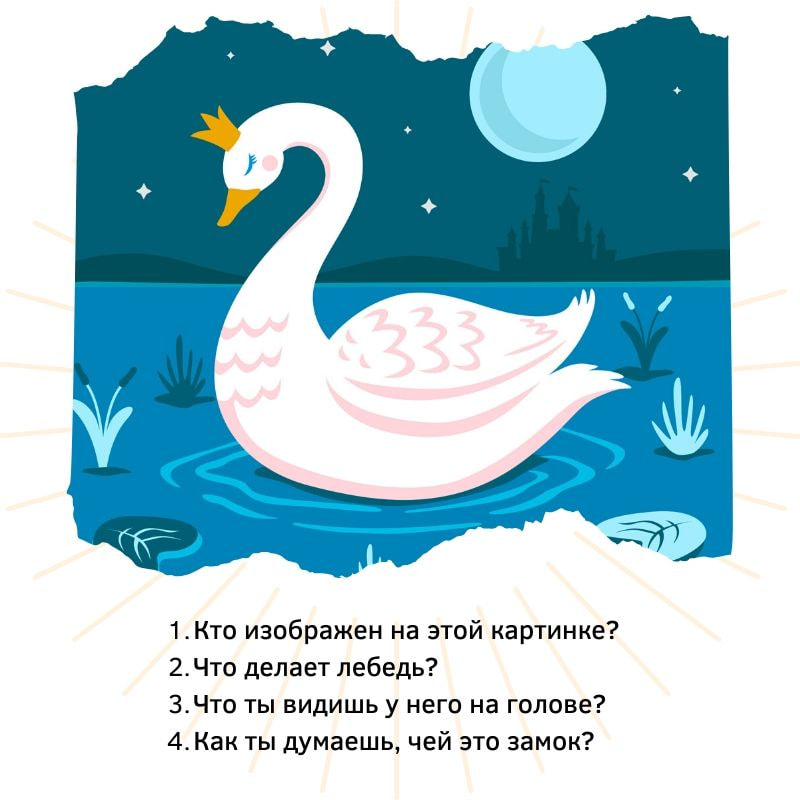 1. Кто изображен на этой картинке?
2. Что делает лебедь?
3. Что ты видишь у него на голове?
4. Как ты думаешь, чей это замок?